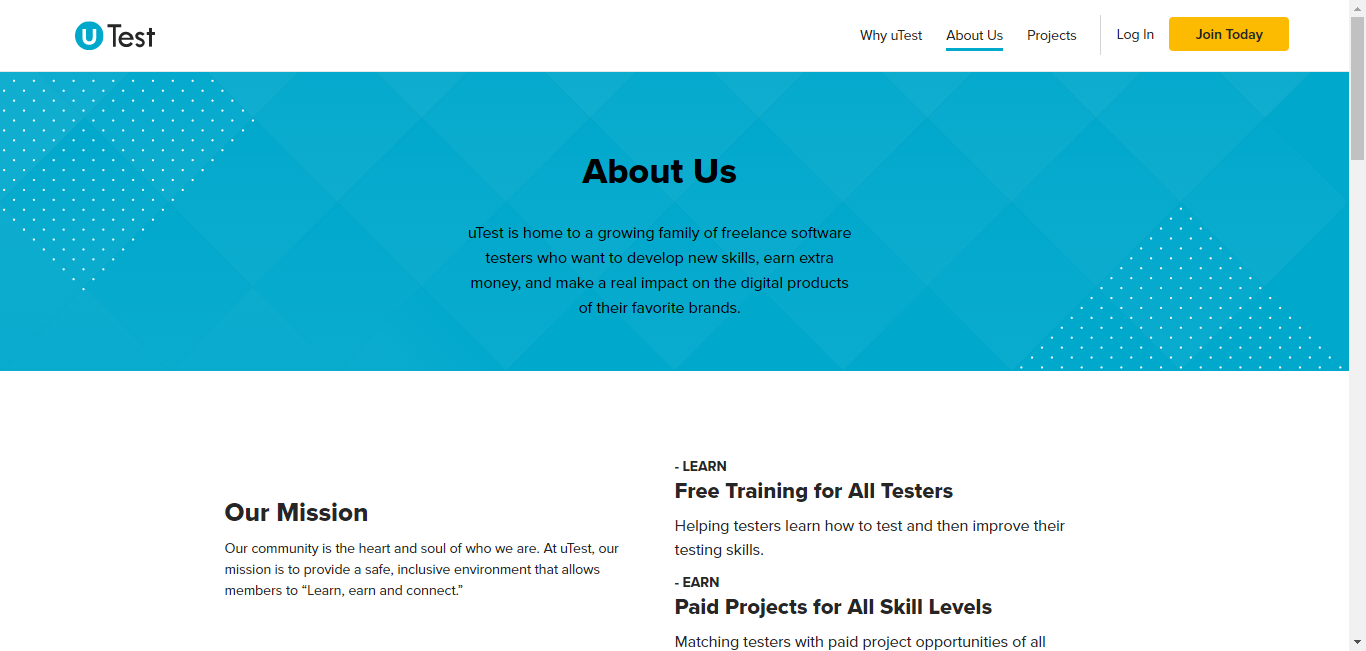 uTest
Why uTest
About Us
Projects
Log In
Join Today
About Us
uTest is home to a growing family of freelance software
testers who want to develop new skills, earn extra
money, and make a real impact on the digital products
of their favorite brands.
Our Mission
Our community is the heart and soul of who we are. At uTest, our
mission is to provide a safe, inclusive environment that allows
members to “Learn, earn and connect.”
- LEARN
Free Training for All Testers
Helping testers learn how to test and then improve their
testing skills.
- EARN
Paid Projects for All Skill Levels
Matching testers with paid project opportunities of all